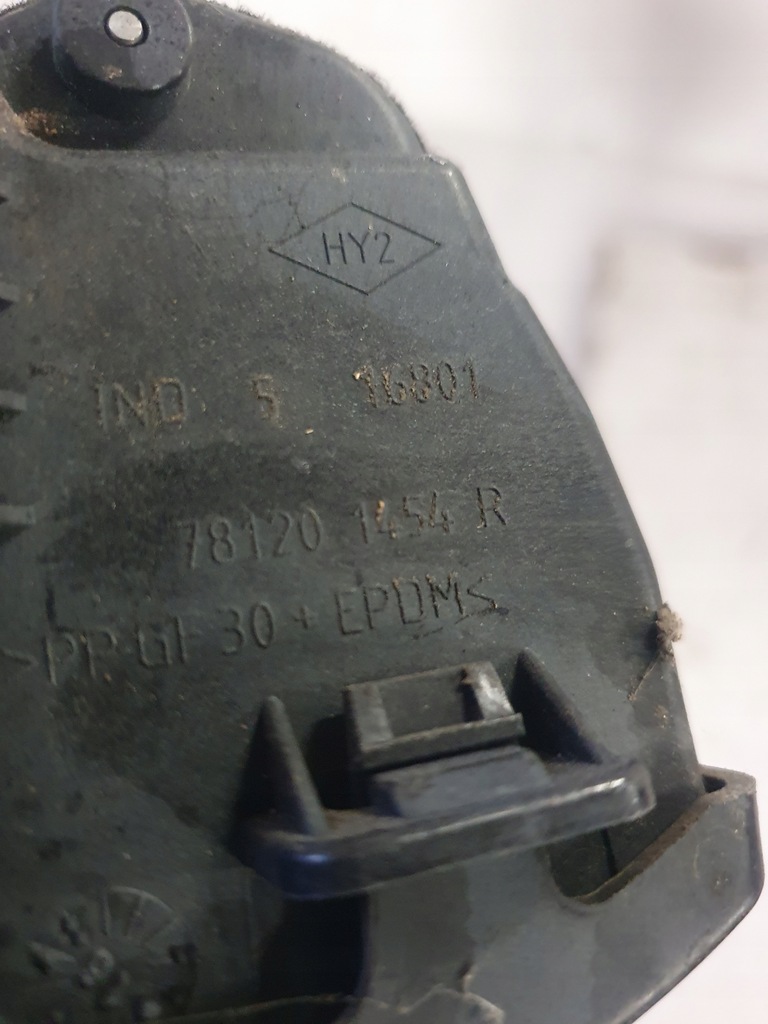 HY2
IND 5 16801
78120 1454 R
>PP GF 30 + EPDM<